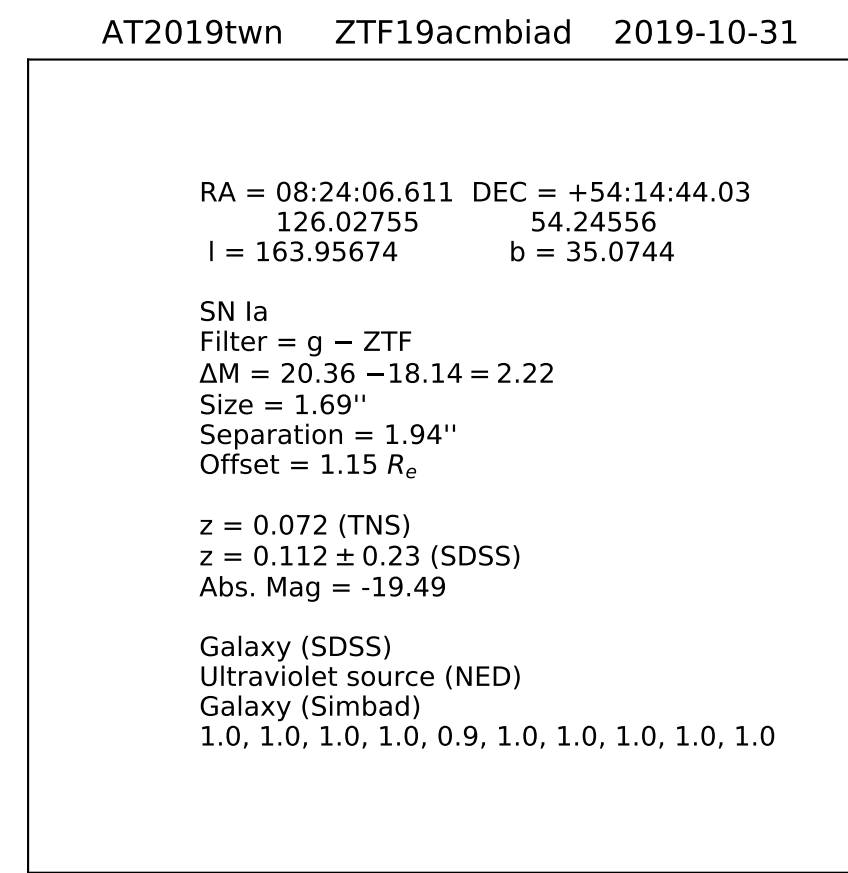 AT2019twn ZTF19acmbiad 2019-10-31
RA = 08:24:06.611 DEC = +54:14:44.03
126.02755 54.24556
l = 163.95674 b = 35.0744
SN Ia
Filter = g − ZTF
ΔM = 20.36 −18.14 = 2.22
Size = 1.69''
Separation = 1.94''
Offset = 1.15 Re
z = 0.072 (TNS)
z = 0.112 ± 0.23 (SDSS)
Abs. Mag = -19.49
Galaxy (SDSS)
Ultraviolet source (NED)
Galaxy (Simbad)
1.0, 1.0, 1.0, 1.0, 0.9, 1.0, 1.0, 1.0, 1.0, 1.0